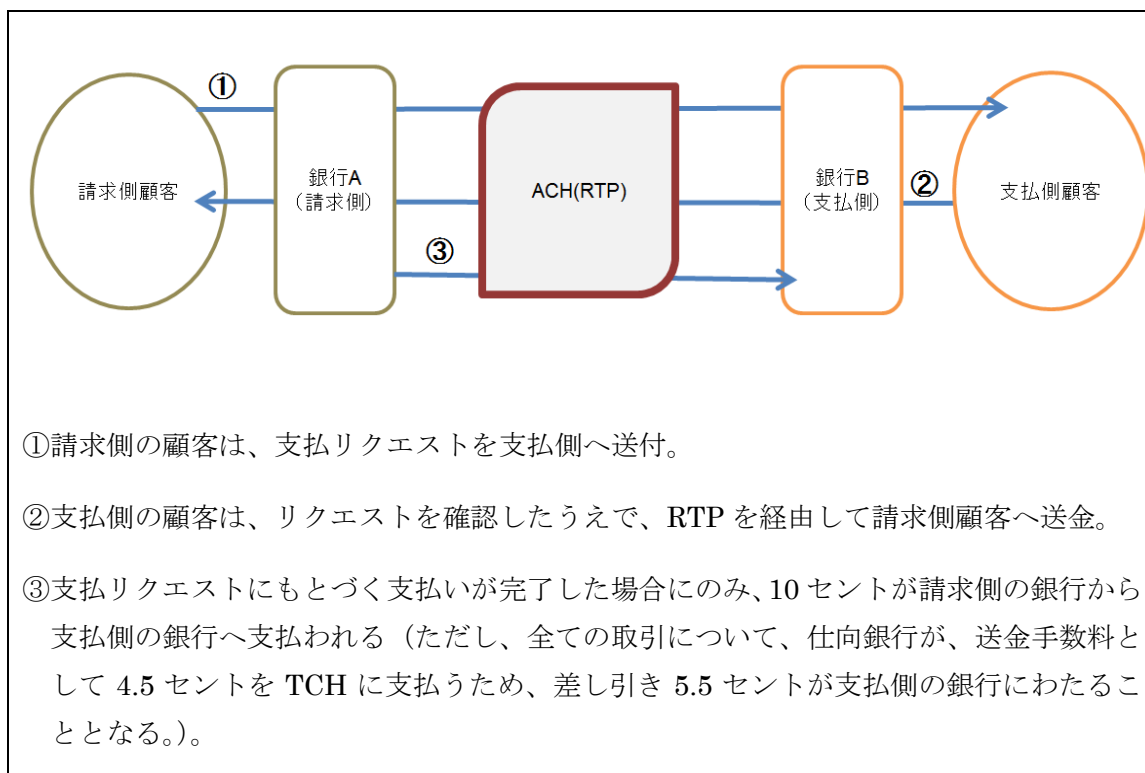 ①
請求側顧客
銀行A
（請求側）
ACH(RTP)
銀行B
（支払側）
②
支払側顧客
③
①請求側の顧客は、支払リクエストを支払側へ送付。
②支払側の顧客は、リクエストを確認したうえで、RTP を経由して請求側顧客へ送金。
③支払リクエストにもとづく支払いが完了した場合にのみ、10 セントが請求側の銀行から
支払側の銀行へ支払われる（ただし、全ての取引について、仕向銀行が、送金手数料と
して 4.5 セントを TCH に支払うため、差し引き 5.5 セントが支払側の銀行にわたるこ
ととなる。）。